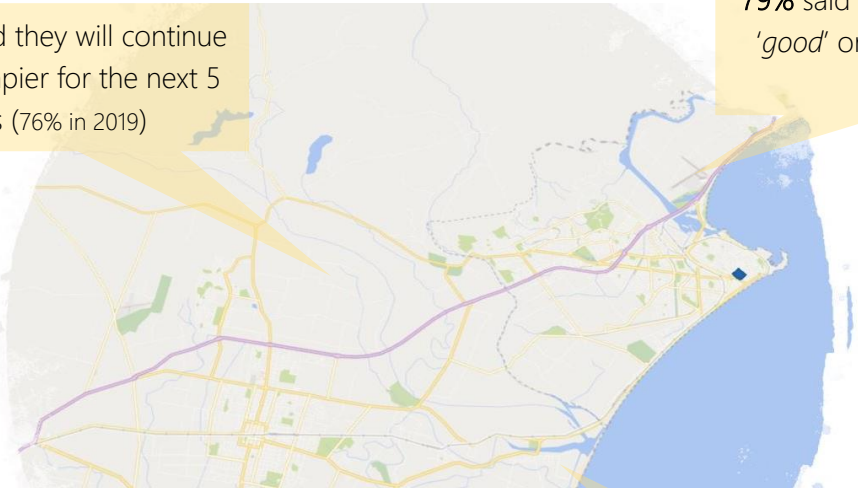 they will continue
pier for the next 5
(76% in 2019)
79% said
‘good’ or